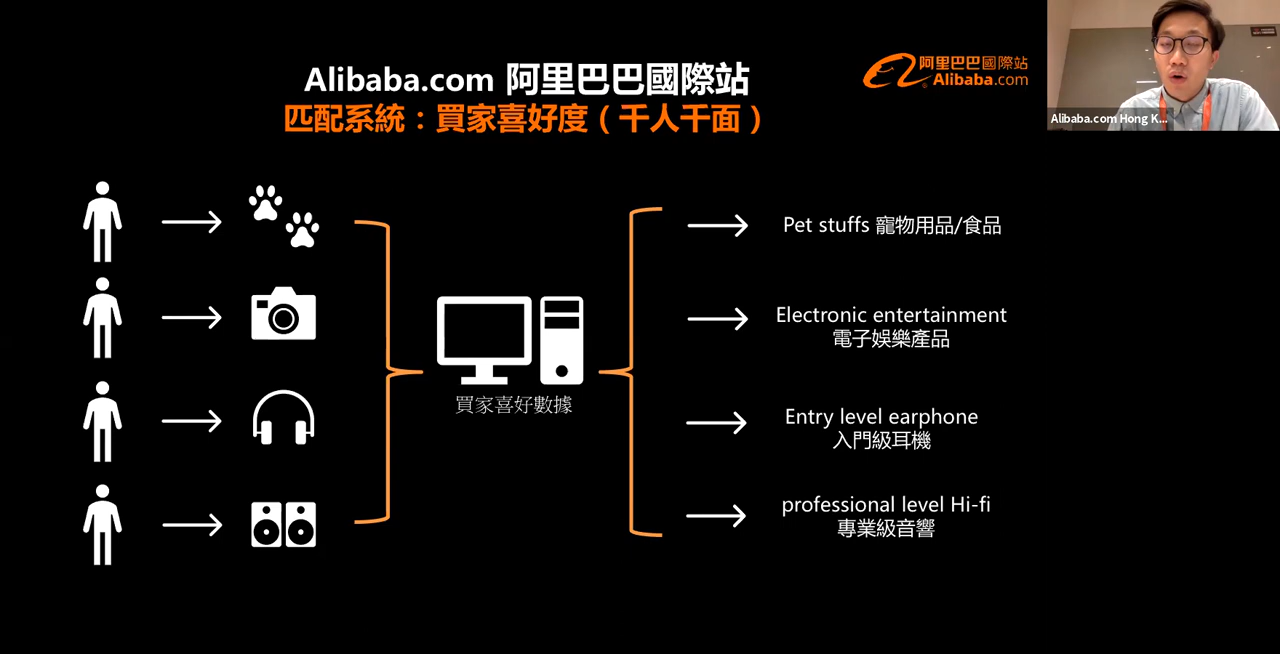 Alibaba.com 阿里巴巴國際站
匹配系統：買家喜好度（千人千面）
阿里巴巴國際站
Alibaba.com
Alibaba.com Hong K...
買家喜好數據
Pet stuffs 寵物用品/食品
Electronic entertainment
電子娛樂產品
Entry level earphone
入門級耳機
professional level Hi-fi
專業級音響